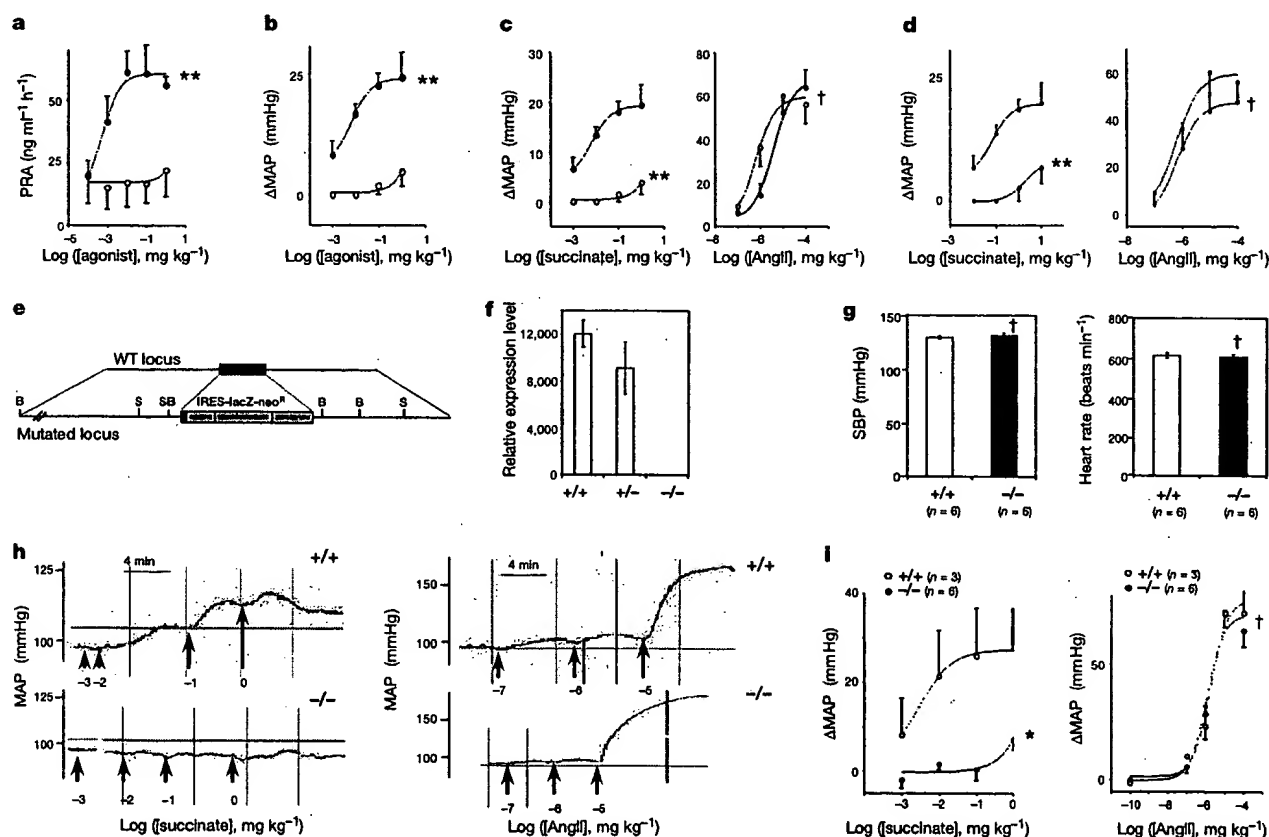 a
PRA (ng ml⁻¹ h⁻¹)
50
25
0
**
−5 −3 −1 1
Log ([agonist], mg kg⁻¹)
b
ΔMAP (mmHg)
25
0
**
−3 −1 1
Log ([agonist], mg kg⁻¹)
c
ΔMAP (mmHg)
30
20
10
0
**
−3 −1 1
Log ([succinate], mg kg⁻¹)
80
60
40
20
0
†
−8 −6 −4
Log ([AngII], mg kg⁻¹)
d
ΔMAP (mmHg)
25
0
**
−3 −1 1
Log ([succinate], mg kg⁻¹)
60
40
20
0
†
−8 −6 −4
Log ([AngII], mg kg⁻¹)
e
WT locus
B S SB IRES-lacZ-neoᴿ B B S
Mutated locus
f
Relative expression level
12,000
8,000
4,000
0
+/+ +/− −/−
g
SBP (mmHg)
150
100
50
0
†
+/+ −/−
(n = 6) (n = 6)
Heart rate (beats min⁻¹)
800
600
400
200
0
†
+/+ −/−
(n = 6) (n = 6)
h
MAP (mmHg)
125
100
4 min
+/+
−3 −2 −1 0
125
100
−/−
−3 −2 −1 0
Log ([succinate], mg kg⁻¹)
MAP (mmHg)
150
100
4 min
+/+
−7 −6 −5
150
100
−/−
−7 −6 −5
Log ([AngII], mg kg⁻¹)
i
+/+ (n = 3)
−/− (n = 6)
ΔMAP (mmHg)
40
20
0
*
−3 −2 −1 0
Log ([succinate], mg kg⁻¹)
+/+ (n = 3)
−/− (n = 6)
ΔMAP (mmHg)
50
0
†
−10 −8 −6 −4
Log ([AngII], mg kg⁻¹)